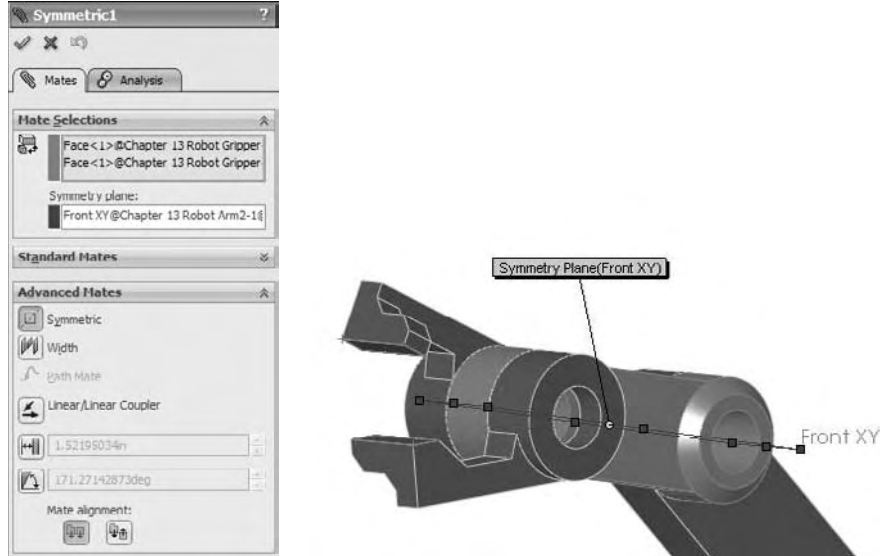 Symmetric1 ?
Mates Analysis
Mate Selections
Face<1>@Chapter 13 Robot Gripper
Face<1>@Chapter 13 Robot Gripper
Symmetry plane:
Front XY@Chapter 13 Robot Arm2-1@
Standard Mates
Advanced Mates
Symmetric
Width
Path Mate
Linear/Linear Coupler
1.52195034in
171.27142873deg
Mate alignment:
Symmetry Plane(Front XY)
Front XY